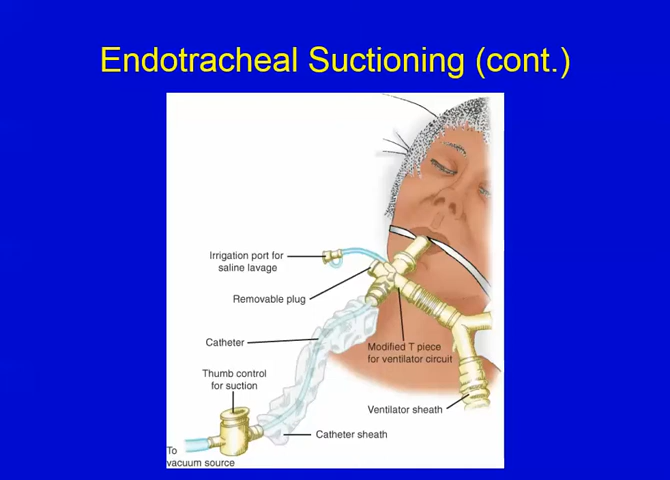 Endotracheal Suctioning (cont.)
Irrigation port for
saline lavage
Removable plug
Catheter
Modified T piece
for ventilator circuit
Thumb control
for suction
Ventilator sheath
Catheter sheath
To
vacuum source